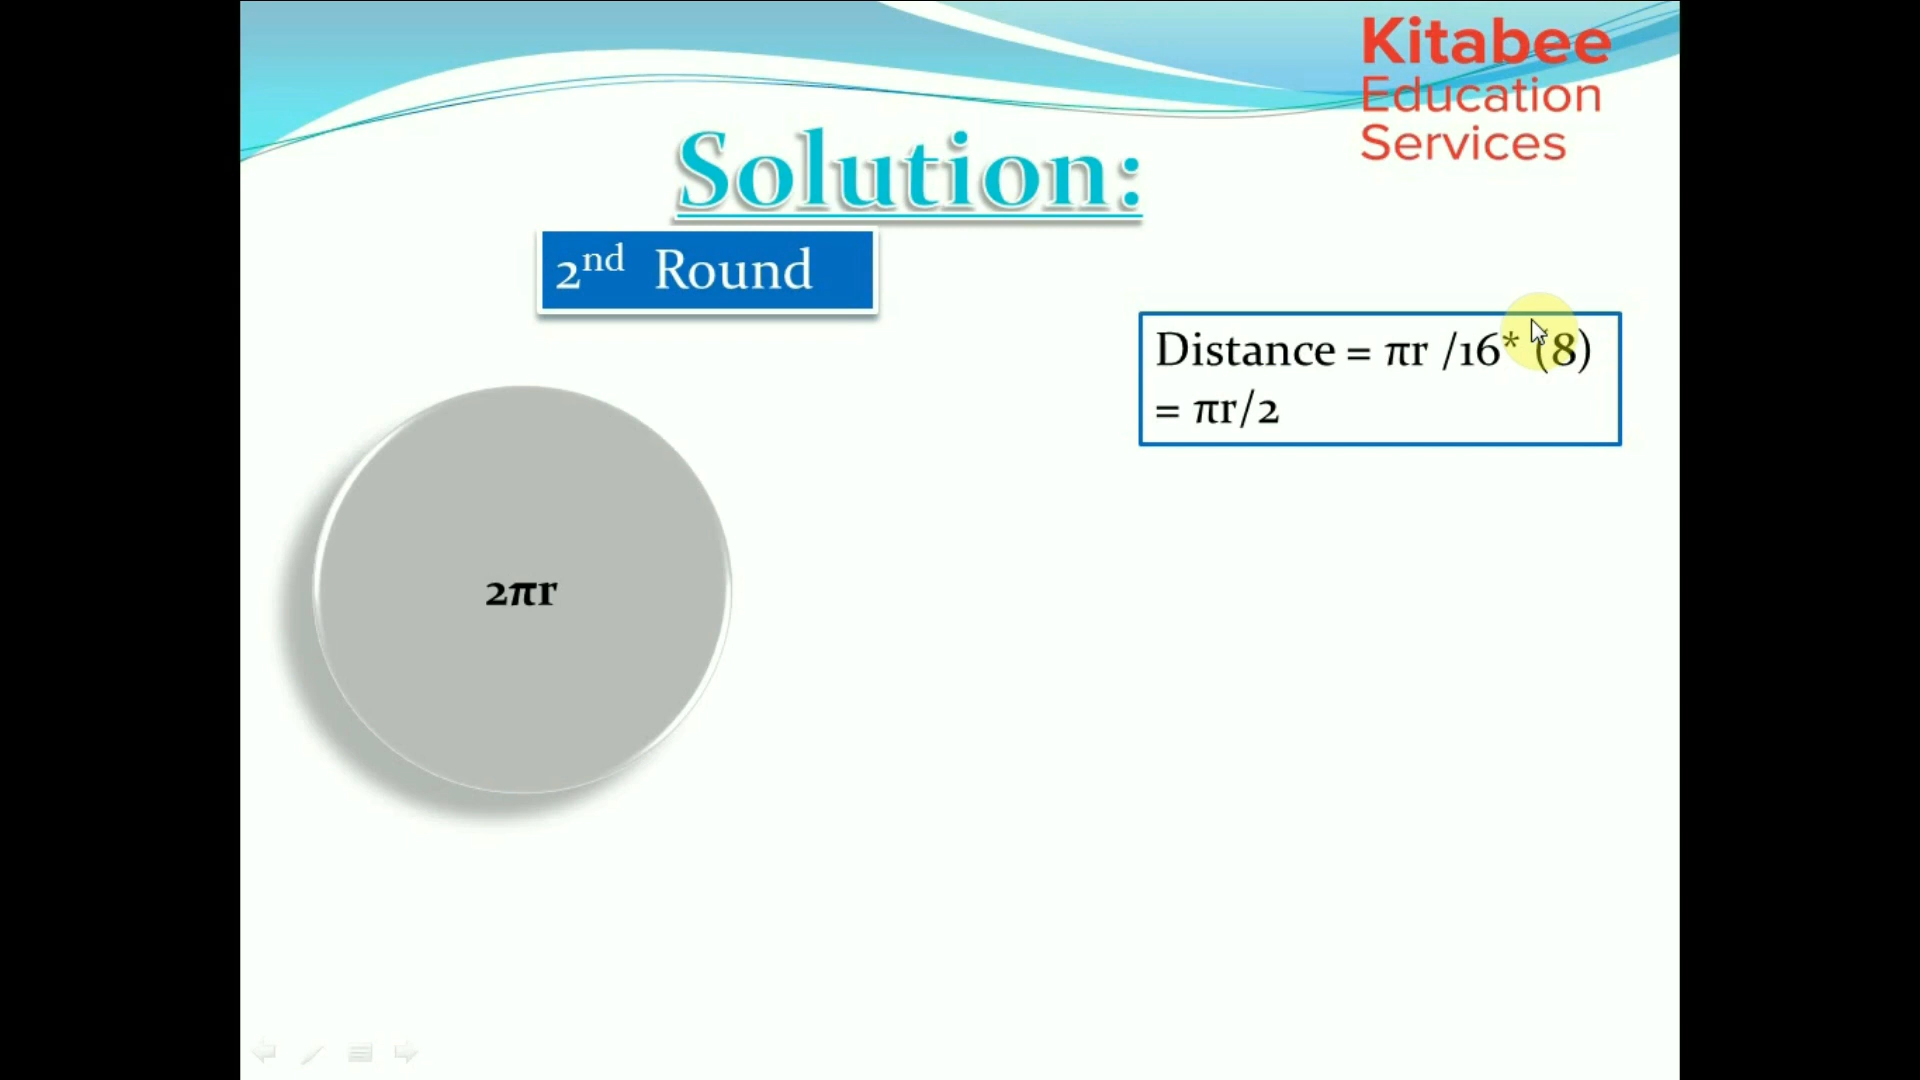 Kitabee
Education
Services
Solution:
2nd Round
Distance = πr /16* (8)
= πr/2
2πr